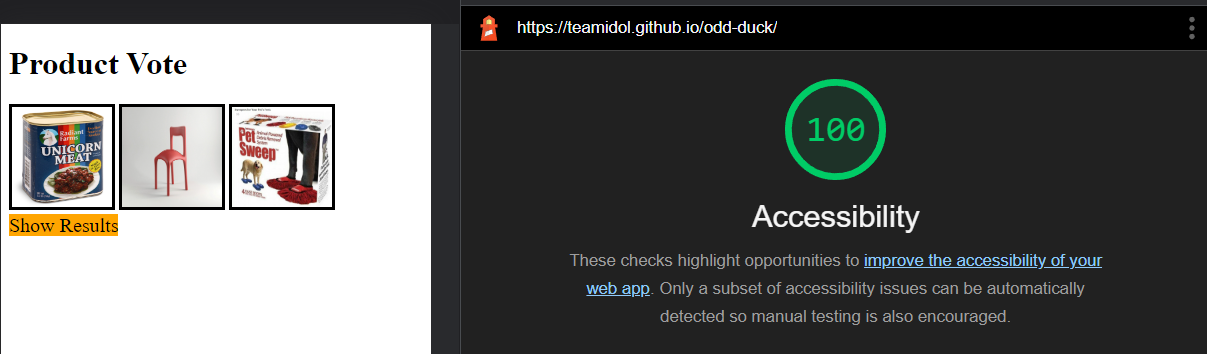 Product Vote
Radiant
Farms
UNICORN
MEAT
Pet
Sweep
Show Results
https://teamidol.github.io/odd-duck/
100
Accessibility
These checks highlight opportunities to improve the accessibility of your
web app. Only a subset of accessibility issues can be automatically
detected so manual testing is also encouraged.